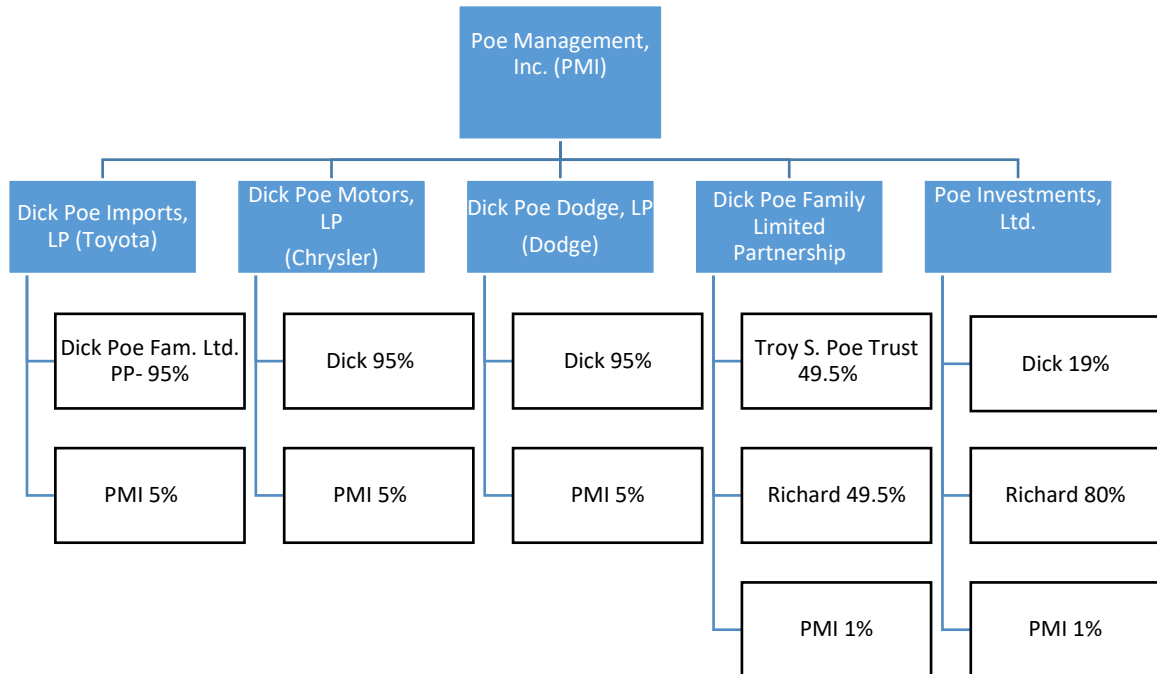 Poe Management,
Inc. (PMI)
Dick Poe Imports,
LP (Toyota)
Dick Poe Motors,
LP
(Chrysler)
Dick Poe Dodge, LP
(Dodge)
Dick Poe Family
Limited
Partnership
Poe Investments,
Ltd.
Dick Poe Fam. Ltd.
PP- 95%
PMI 5%
Dick 95%
PMI 5%
Dick 95%
PMI 5%
Troy S. Poe Trust
49.5%
Richard 49.5%
PMI 1%
Dick 19%
Richard 80%
PMI 1%